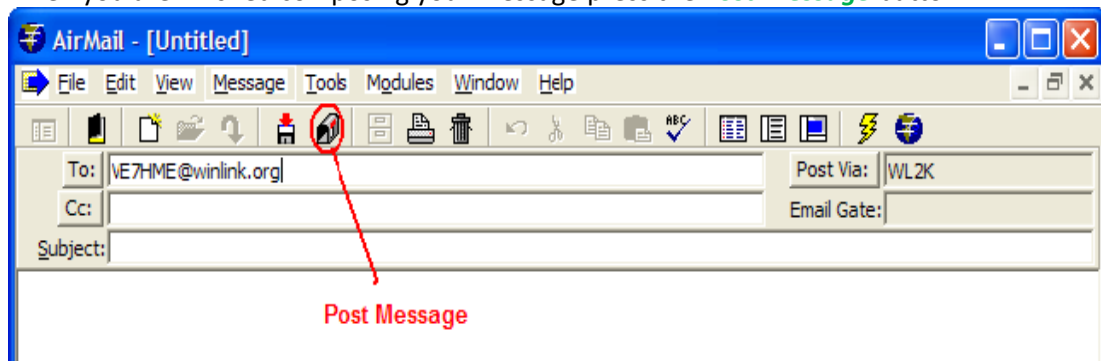 AirMail - [Untitled]
File Edit View Message Tools Modules Window Help
ABC
To: VE7HME@winlink.org Post Via: WL2K
Cc: Email Gate:
Subject:
Post Message